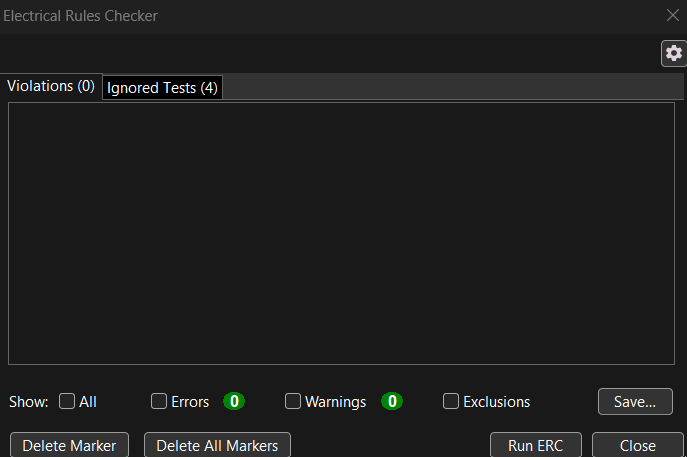 Electrical Rules Checker
Violations (0) Ignored Tests (4)
Show: All Errors 0 Warnings 0 Exclusions Save...
Delete Marker Delete All Markers Run ERC Close